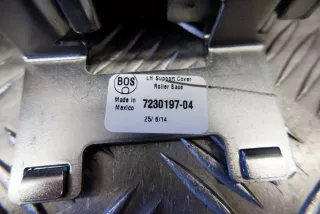 BOS
LH Support Cover
Roller Base
Made in
Mexico
7230197-04
25/ 6/14